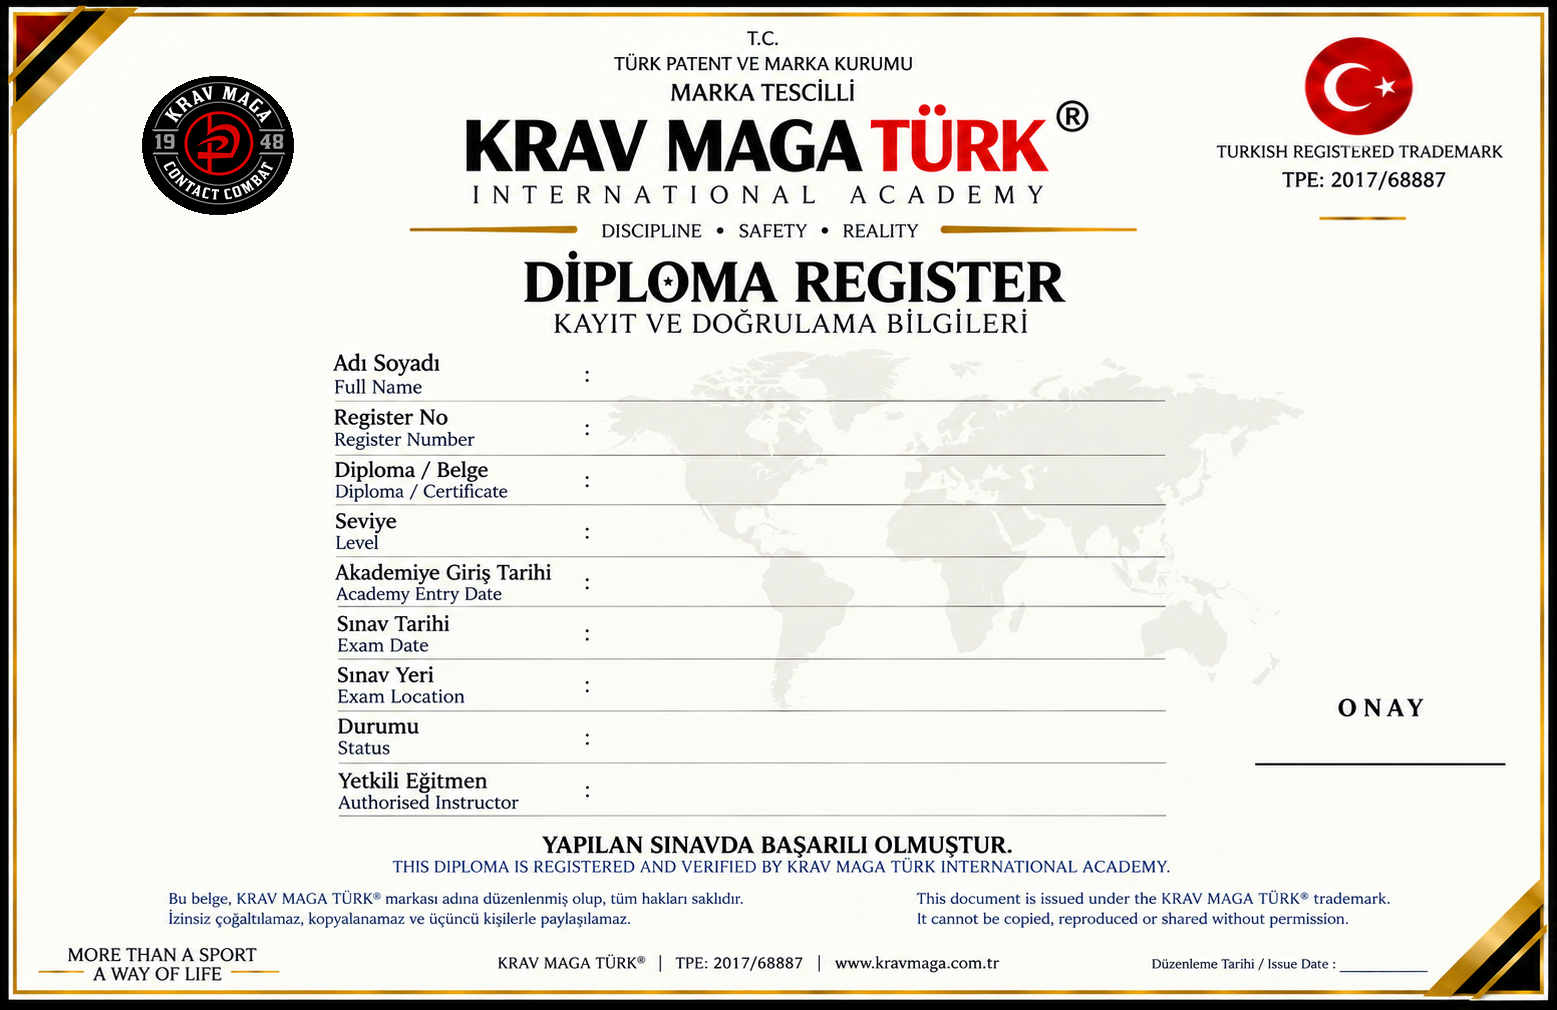 T.C.
TÜRK PATENT VE MARKA KURUMU
MARKA TESCİLLİ
KRAV MAGA TÜRK ®
INTERNATIONAL ACADEMY
DISCIPLINE • SAFETY • REALITY
KRAV MAGA
19 48
CONTACT COMBAT
TURKISH REGISTERED TRADEMARK
TPE: 2017/68887
DİPLOMA REGISTER
KAYIT VE DOĞRULAMA BİLGİLERİ
Adı Soyadı :
Full Name
Register No :
Register Number
Diploma / Belge :
Diploma / Certificate
Seviye :
Level
Akademiye Giriş Tarihi :
Academy Entry Date
Sınav Tarihi :
Exam Date
Sınav Yeri :
Exam Location
Durumu :
Status
Yetkili Eğitmen :
Authorised Instructor
ONAY
YAPILAN SINAVDA BAŞARILI OLMUŞTUR.
THIS DIPLOMA IS REGISTERED AND VERIFIED BY KRAV MAGA TÜRK INTERNATIONAL ACADEMY.
Bu belge, KRAV MAGA TÜRK® markası adına düzenlenmiş olup, tüm hakları saklıdır.
İzinsiz çoğaltılamaz, kopyalanamaz ve üçüncü kişilerle paylaşılamaz.
This document is issued under the KRAV MAGA TÜRK® trademark.
It cannot be copied, reproduced or shared without permission.
MORE THAN A SPORT
A WAY OF LIFE
KRAV MAGA TÜRK® | TPE: 2017/68887 | www.kravmaga.com.tr
Düzenleme Tarihi / Issue Date :